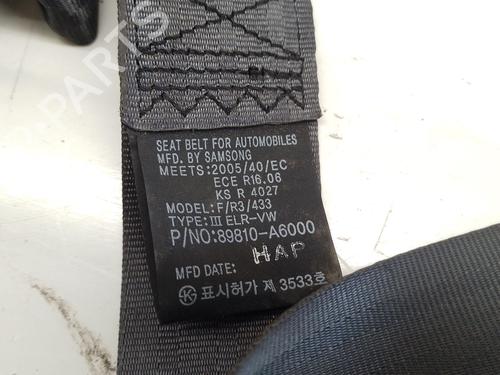 SEAT BELT FOR AUTOMOBILES
MFD. BY SAMSONG
MEETS:2005/40/EC
ECE R16.06
KS R 4027
MODEL:F/R3/433
TYPE:Ⅲ ELR-VW
P/NO:89810-A6000
HAP
MFD DATE:
표시허가 제 3533호